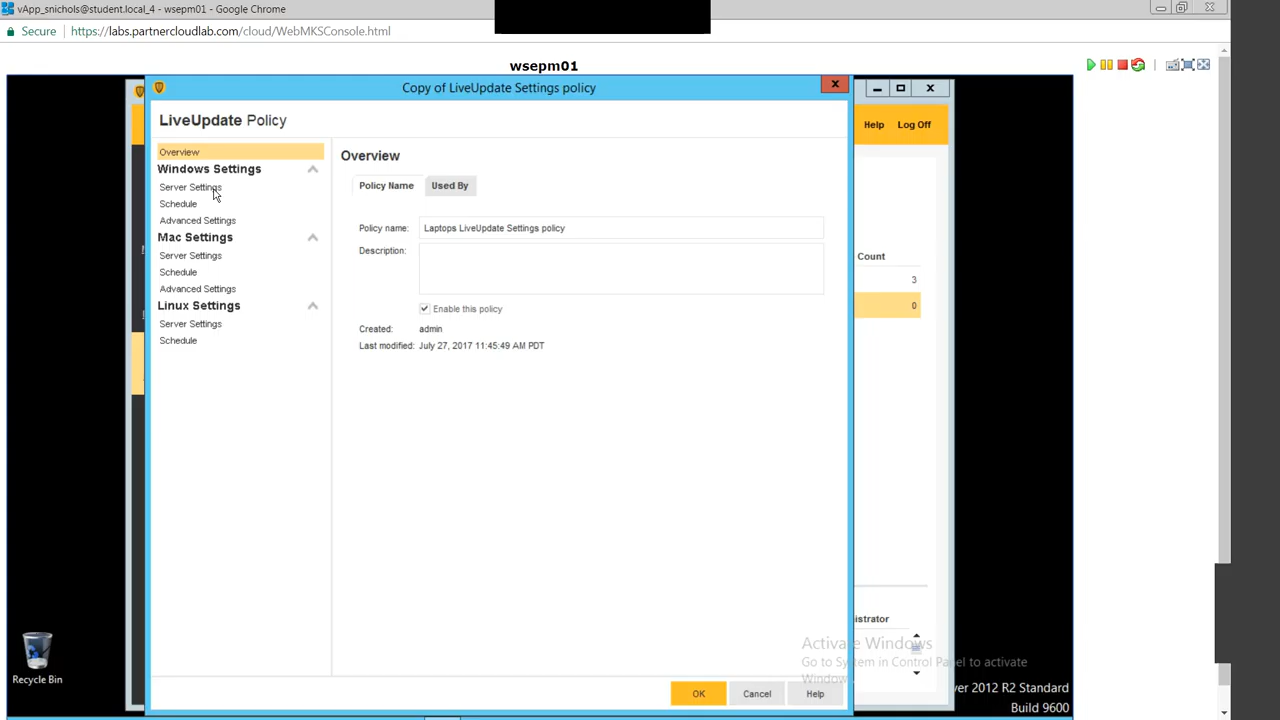 vApp_snichols@student.local_4 - wsepm01 - Google Chrome
Secure https://labs.partnercloudlab.com/cloud/WebMKSConsole.html
wsepm01
Copy of LiveUpdate Settings policy
LiveUpdate Policy
Help Log Off
Overview
Windows Settings
Server Settings
Schedule
Advanced Settings
Mac Settings
Server Settings
Schedule
Advanced Settings
Linux Settings
Server Settings
Schedule
Overview
Policy Name Used By
Policy name: Laptops LiveUpdate Settings policy
Description:
Enable this policy
Created: admin
Last modified: July 27, 2017 11:45:49 AM PDT
Count
3
0
istrator
Activate Windows
Go to System in Control Panel to activate
Windows.
OK Cancel Help
Recycle Bin
ver 2012 R2 Standard
Build 9600